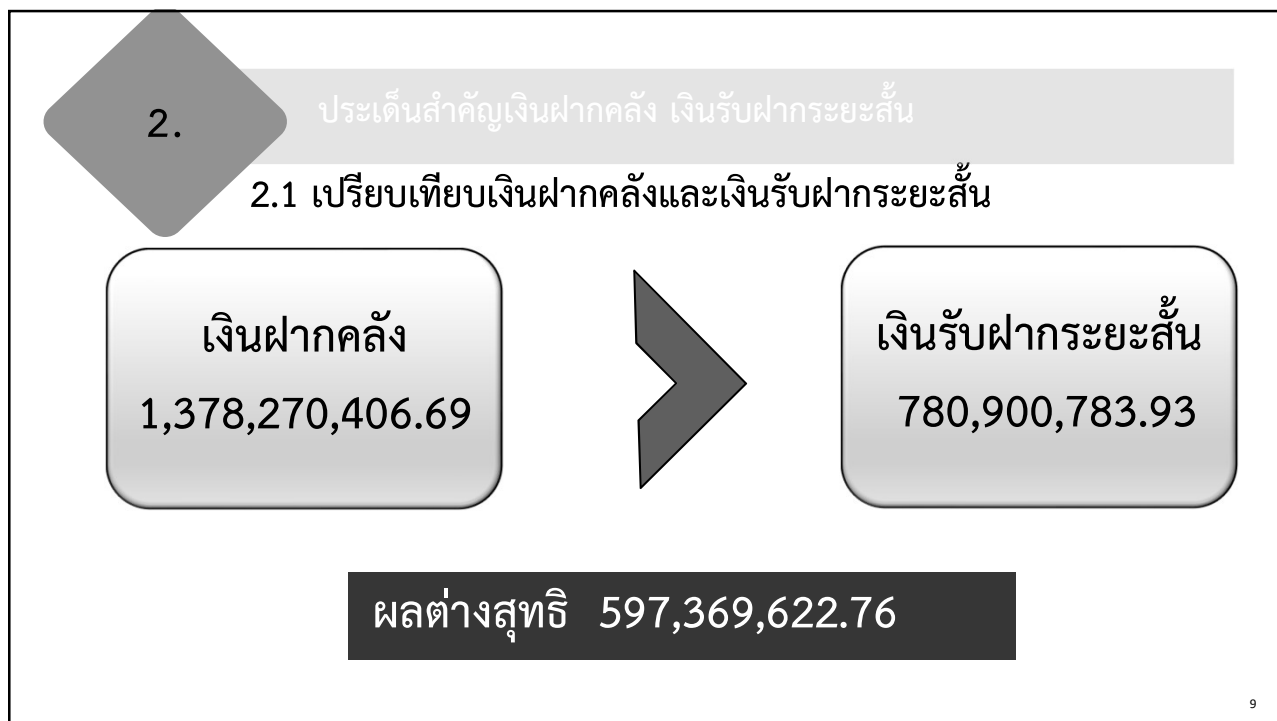 2.
ประเด็นสำคัญเงินฝากคลัง เงินรับฝากระยะสั้น
2.1 เปรียบเทียบเงินฝากคลังและเงินรับฝากระยะสั้น
เงินฝากคลัง
1,378,270,406.69
เงินรับฝากระยะสั้น
780,900,783.93
ผลต่างสุทธิ 597,369,622.76
9